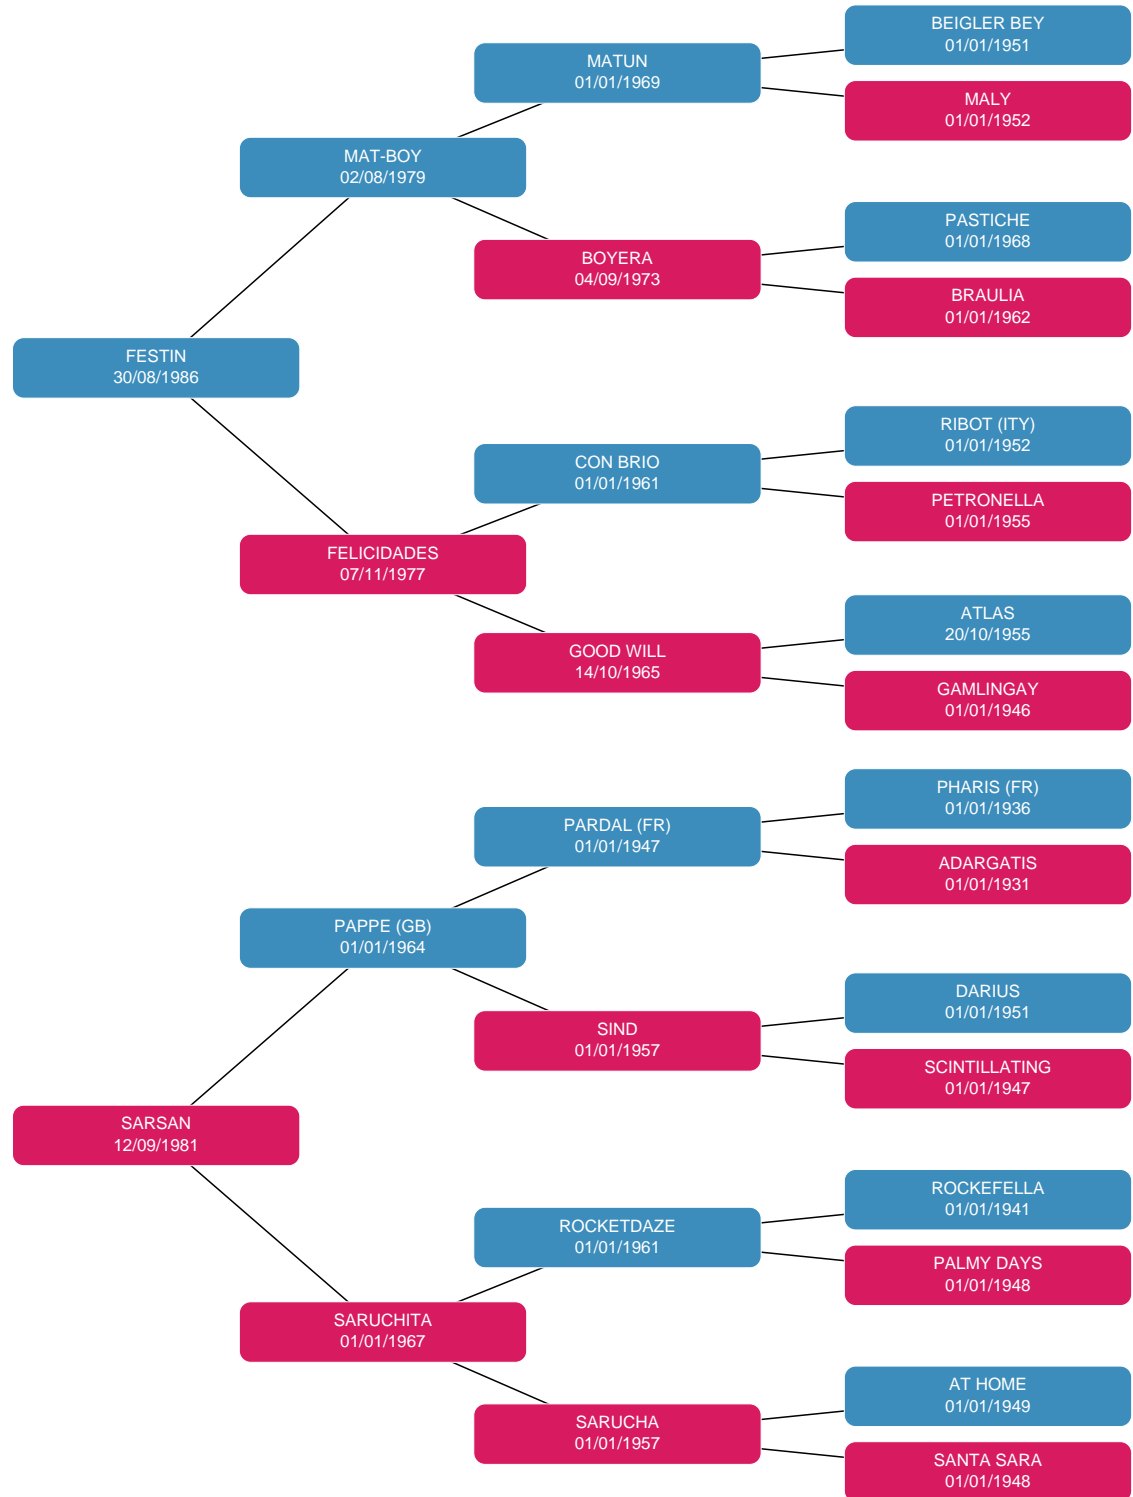 BEIGLER BEY
01/01/1951
MATUN
01/01/1969
MALY
01/01/1952
MAT-BOY
02/08/1979
PASTICHE
01/01/1968
BOYERA
04/09/1973
BRAULIA
01/01/1962
FESTIN
30/08/1986
RIBOT (ITY)
01/01/1952
CON BRIO
01/01/1961
PETRONELLA
01/01/1955
FELICIDADES
07/11/1977
ATLAS
20/10/1955
GOOD WILL
14/10/1965
GAMLINGAY
01/01/1946
PHARIS (FR)
01/01/1936
PARDAL (FR)
01/01/1947
ADARGATIS
01/01/1931
PAPPE (GB)
01/01/1964
DARIUS
01/01/1951
SIND
01/01/1957
SCINTILLATING
01/01/1947
SARSAN
12/09/1981
ROCKEFELLA
01/01/1941
ROCKETDAZE
01/01/1961
PALMY DAYS
01/01/1948
SARUCHITA
01/01/1967
AT HOME
01/01/1949
SARUCHA
01/01/1957
SANTA SARA
01/01/1948